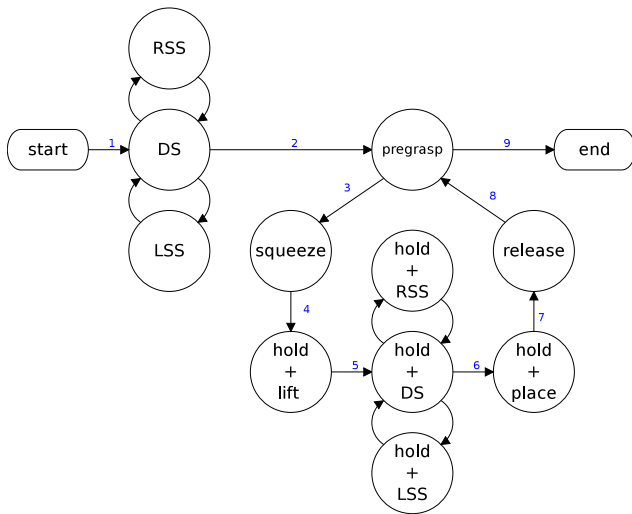 RSS
start
1
DS
2
pregrasp
9
end
LSS
3
8
squeeze
release
hold
+
RSS
4
7
hold
+
lift
5
hold
+
DS
6
hold
+
place
hold
+
LSS